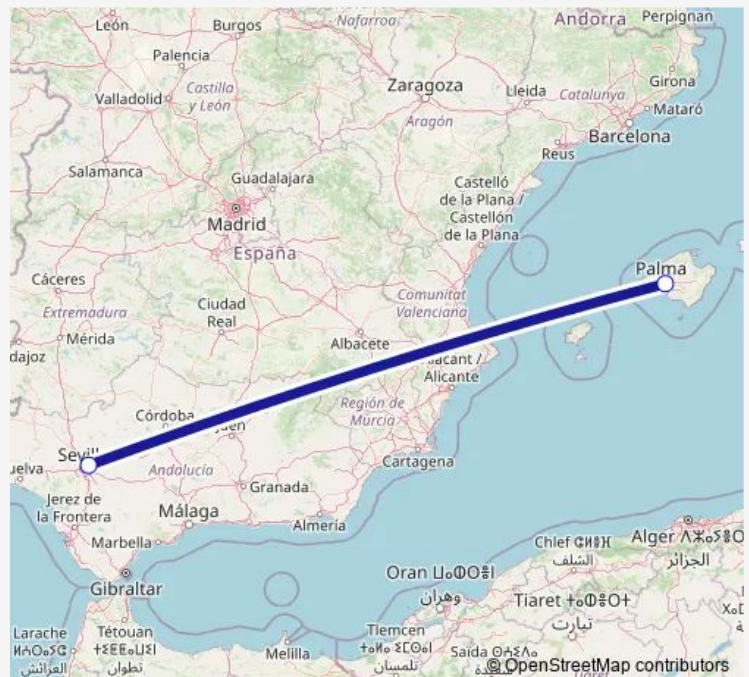 León
Burgos
Nafarroa
Andorra
Perpignan
Palencia
Valladolid
Castilla
y León
Zaragoza
Aragón
Lleida
Catalunya
Girona
Mataró
Barcelona
Reus
Salamanca
Guadalajara
Madrid
España
Castelló
de la Plana /
Castellón
de la Plana
Palma
Cáceres
Extremadura
Ciudad
Real
Comunitat
Valenciana
Mérida
Albacete
Alicante
Córdoba
Región de
Murcia
Andalucía
Cartagena
Jerez de
la Frontera
Granada
Málaga
Almería
Marbella
Gibraltar
Chlef
الشلف
Alger
الجزائر
Oran
وهران
Tiaret ⵜⵓⵀⵔⵜ
تيارت
Larache
العرائش
Tétouan
تطوان
Melilla
Tlemcen
تلمسان
Saida
© OpenStreetMap contributors